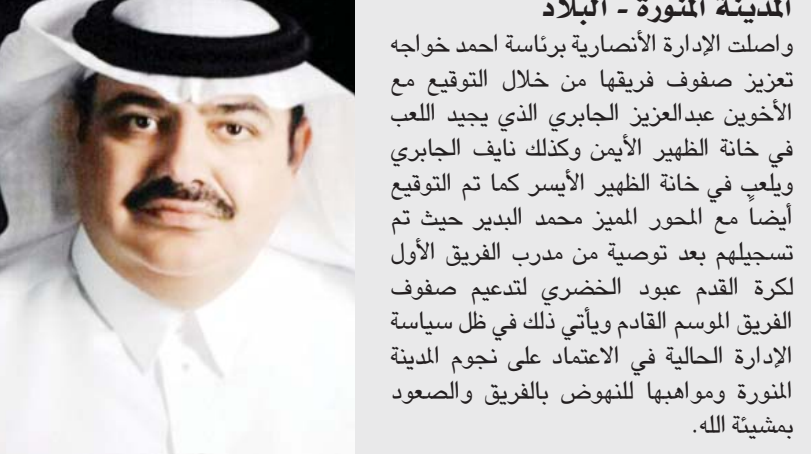 المدينة المنورة - البلاد
واصلت الإدارة الأنصارية برئاسة احمد خواجه
تعزيز صفوف فريقها من خلال التوقيع مع
الأخوين عبدالعزيز الجابري الذي يجيد اللعب
في خانة الظهير الأيمن وكذلك نايف الجابري
ويلعب في خانة الظهير الأيسر كما تم التوقيع
أيضاً مع المحور المميز محمد البدير حيث تم
تسجيلهم بعد توصية من مدرب الفريق الأول
لكرة القدم عبود الخضري لتدعيم صفوف
الفريق الموسم القادم ويأتي ذلك في ظل سياسة
الإدارة الحالية في الاعتماد على نجوم المدينة
المنورة ومواهبها للنهوض بالفريق والصعود
بمشيئة الله.